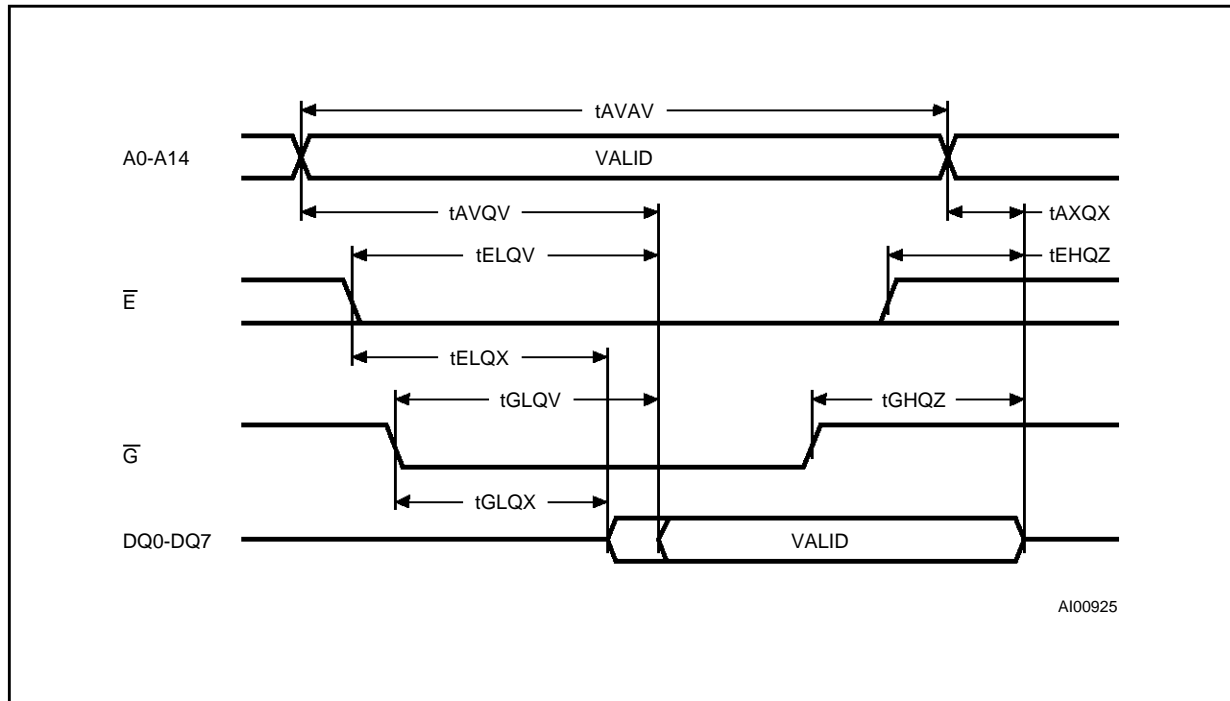 tAVAV
A0-A14
VALID
tAVQV
tAXQX
tELQV
tEHQZ
E̅
tELQX
tGLQV
tGHQZ
G̅
tGLQX
DQ0-DQ7
VALID
AI00925